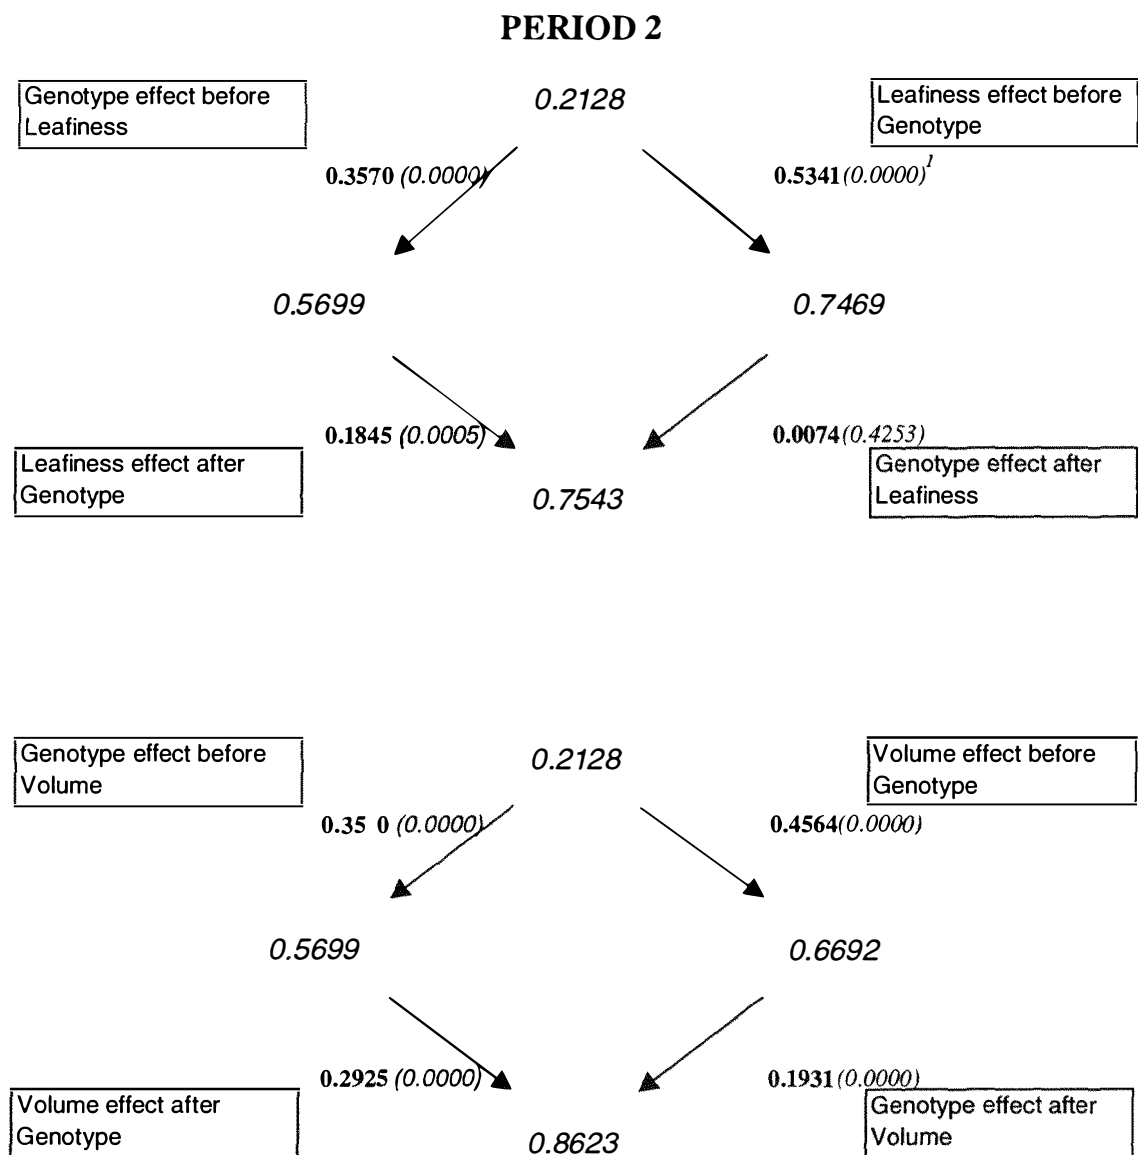 PERIOD 2
Genotype effect before
Leafiness
0.2128
Leafiness effect before
Genotype
0.3570 (0.0000)
0.5341 (0.0000) 1
0.5699
0.7469
0.1845 (0.0005)
0.0074 (0.4253)
Leafiness effect after
Genotype
0.7543
Genotype effect after
Leafiness
Genotype effect before
Volume
0.2128
Volume effect before
Genotype
0.35 0 (0.0000)
0.4564 (0.0000)
0.5699
0.6692
0.2925 (0.0000)
0.1931 (0.0000)
Volume effect after
Genotype
0.8623
Genotype effect after
Volume